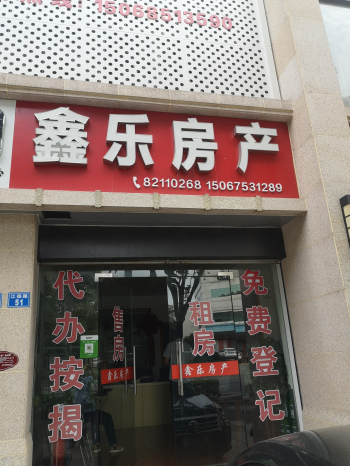 15068513590
鑫乐房产
82110268 15067531289
51
代办按揭
售房
租房
免费登记
鑫乐房产
鑫乐房产